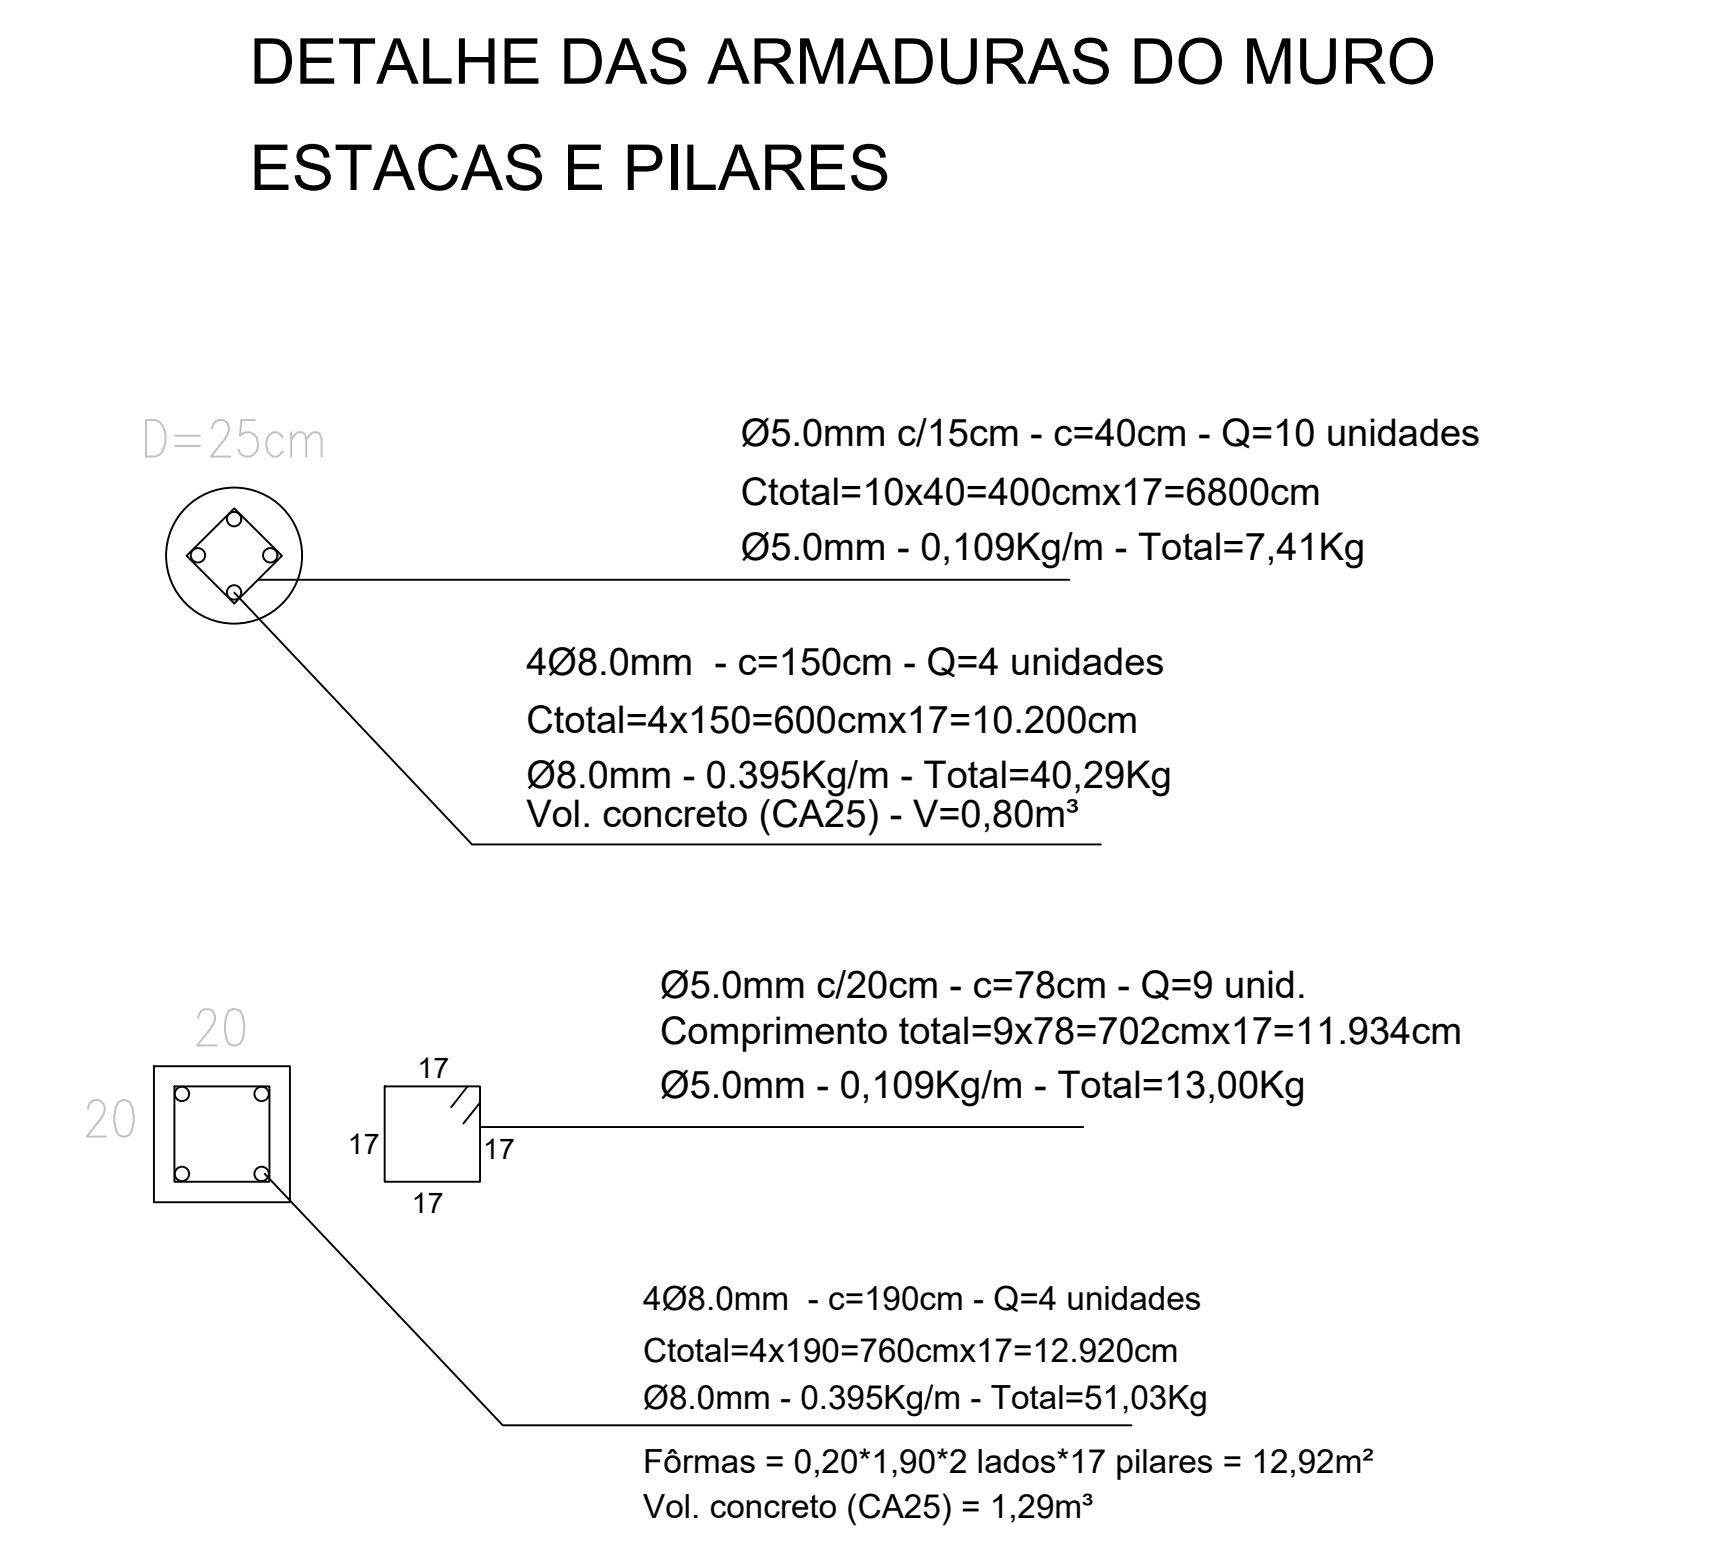 DETALHE DAS ARMADURAS DO MURO
ESTACAS E PILARES
D=25cm
Ø5.0mm c/15cm - c=40cm - Q=10 unidades
Ctotal=10x40=400cmx17=6800cm
Ø5.0mm - 0,109Kg/m - Total=7,41Kg
4Ø8.0mm  - c=150cm - Q=4 unidades
Ctotal=4x150=600cmx17=10.200cm
Ø8.0mm - 0.395Kg/m - Total=40,29Kg
Vol. concreto (CA25) - V=0,80m³
Ø5.0mm c/20cm - c=78cm - Q=9 unid.
Comprimento total=9x78=702cmx17=11.934cm
Ø5.0mm - 0,109Kg/m - Total=13,00Kg
20
20
17
17
17
17
4Ø8.0mm  - c=190cm - Q=4 unidades
Ctotal=4x190=760cmx17=12.920cm
Ø8.0mm - 0.395Kg/m - Total=51,03Kg
Fôrmas = 0,20*1,90*2 lados*17 pilares = 12,92m²
Vol. concreto (CA25) = 1,29m³